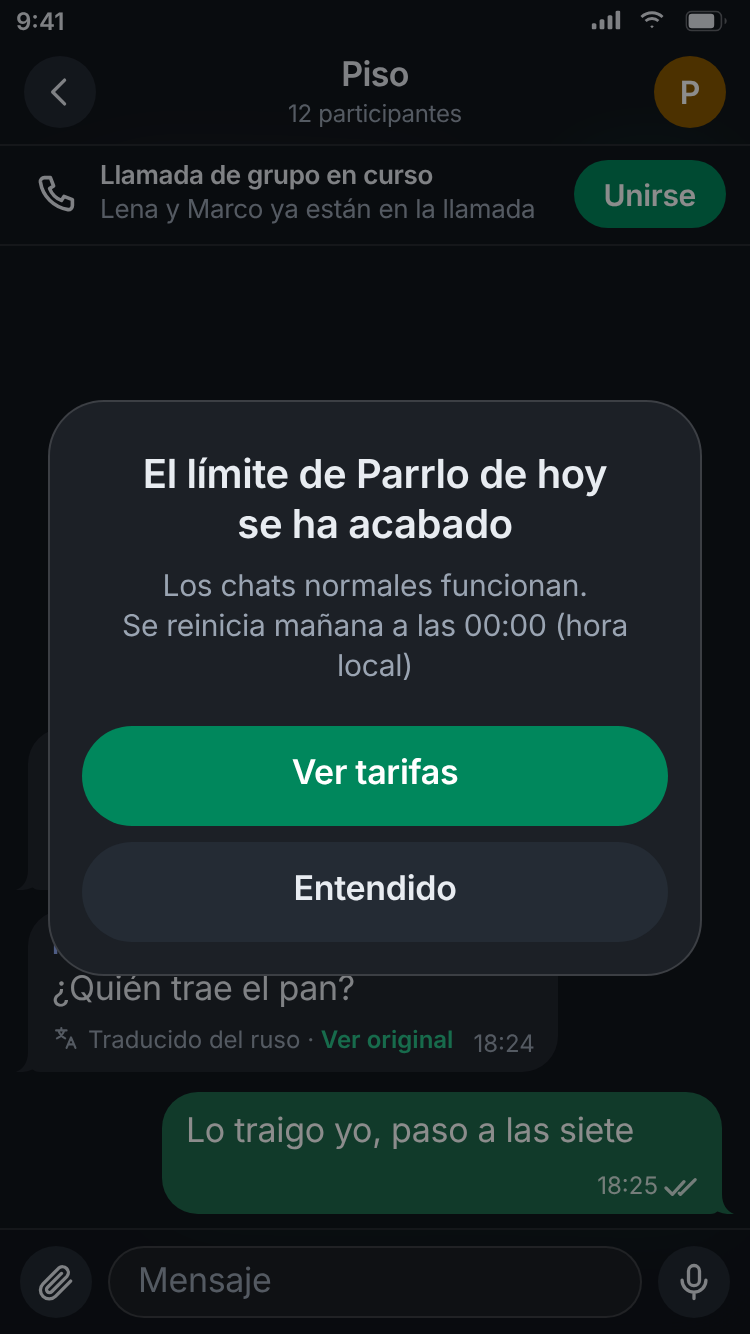 9:41
Piso
12 participantes
P
Llamada de grupo en curso
Lena y Marco ya están en la llamada
Unirse
El límite de Parrlo de hoy
se ha acabado
Los chats normales funcionan.
Se reinicia mañana a las 00:00 (hora
local)
Ver tarifas
Entendido
¿Quién trae el pan?
Traducido del ruso · Ver original 18:24
Lo traigo yo, paso a las siete
18:25
Mensaje